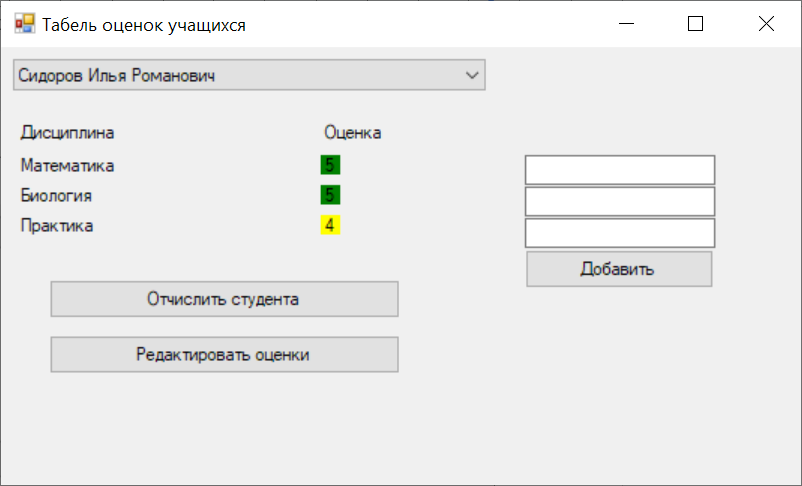 Табель оценок учащихся
Сидоров Илья Романович
Дисциплина Оценка
Математика 5
Биология 5
Практика 4
Добавить
Отчислить студента
Редактировать оценки